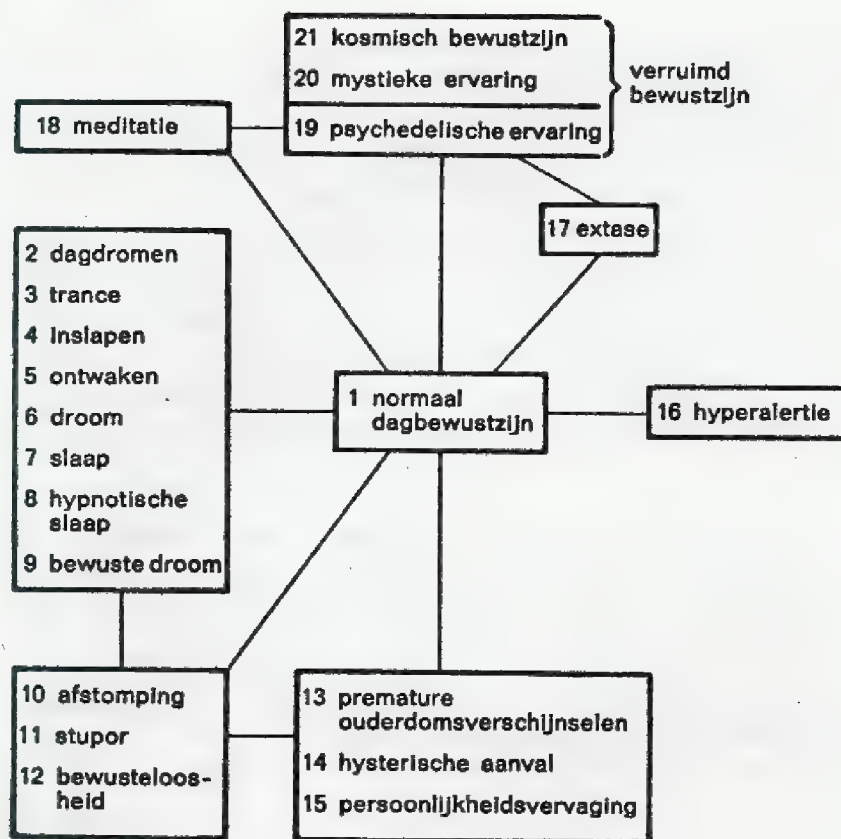 21 kosmisch bewustzijn
20 mystieke ervaring
19 psychedelische ervaring
verruimd
bewustzijn
18 meditatie
17 extase
2 dagdromen
3 trance
4 inslapen
5 ontwaken
6 droom
7 slaap
8 hypnotische
slaap
9 bewuste droom
1 normaal
dagbewustzijn
16 hyperalertie
10 afstomping
11 stupor
12 bewusteloos-
heid
13 premature
ouderdomsverschijnselen
14 hysterische aanval
15 persoonlijkheidsvervaging